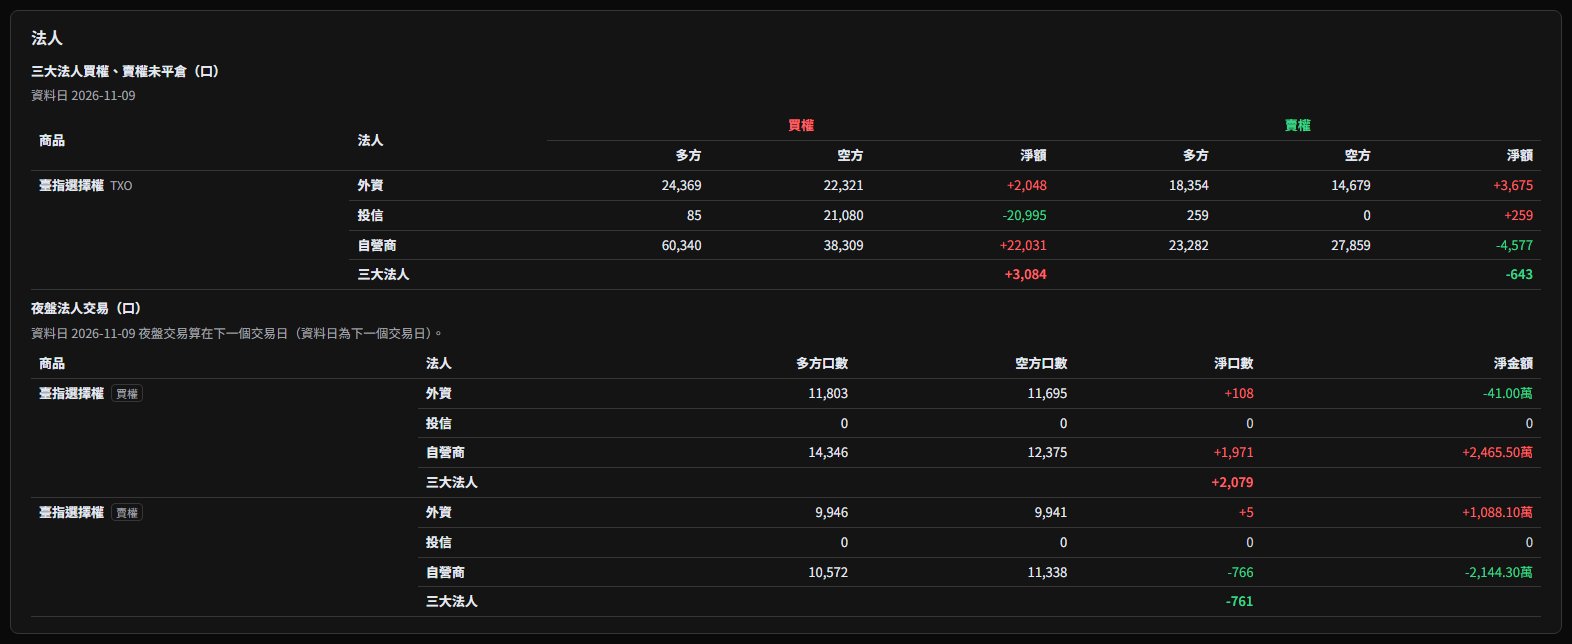 法人
三大法人買權、賣權未平倉（口）
資料日 2026-11-09
商品 法人 買權 賣權
多方 空方 淨額 多方 空方 淨額
臺指選擇權 TXO 外資 24,369 22,321 +2,048 18,354 14,679 +3,675
投信 85 21,080 -20,995 259 0 +259
自營商 60,340 38,309 +22,031 23,282 27,859 -4,577
三大法人 +3,084 -643
夜盤法人交易（口）
資料日 2026-11-09 夜盤交易算在下一個交易日（資料日為下一個交易日）。
商品 法人 多方口數 空方口數 淨口數 淨金額
臺指選擇權 買權 外資 11,803 11,695 +108 -41.00萬
投信 0 0 0 0
自營商 14,346 12,375 +1,971 +2,465.50萬
三大法人 +2,079
臺指選擇權 賣權 外資 9,946 9,941 +5 +1,088.10萬
投信 0 0 0 0
自營商 10,572 11,338 -766 -2,144.30萬
三大法人 -761